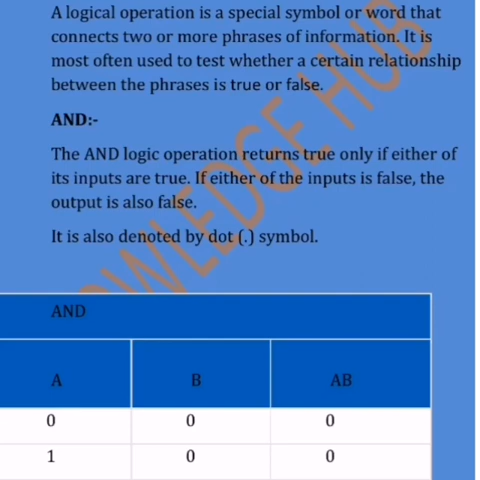 A logical operation is a special symbol or word that
connects two or more phrases of information. It is
most often used to test whether a certain relationship
between the phrases is true or false.
AND:-
The AND logic operation returns true only if either of
its inputs are true. If either of the inputs is false, the
output is also false.
It is also denoted by dot (.) symbol.
AND
A B AB
0 0 0
1 0 0